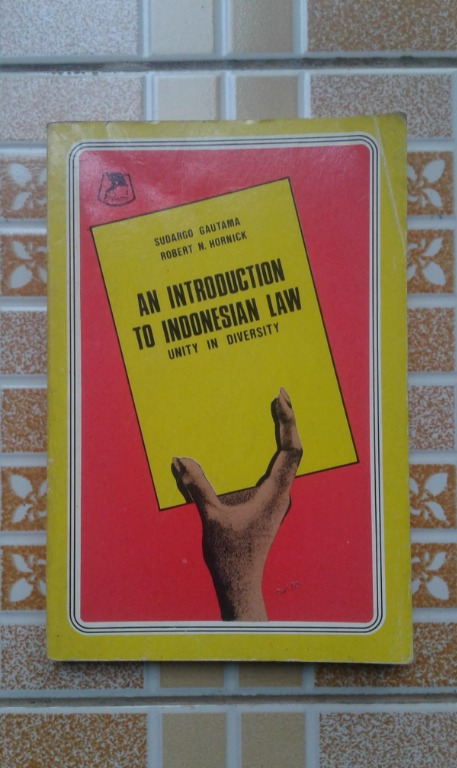 SUDARGO GAUTAMA
ROBERT N. HORNICK
AN INTRODUCTION
TO INDONESIAN LAW
UNITY IN DIVERSITY